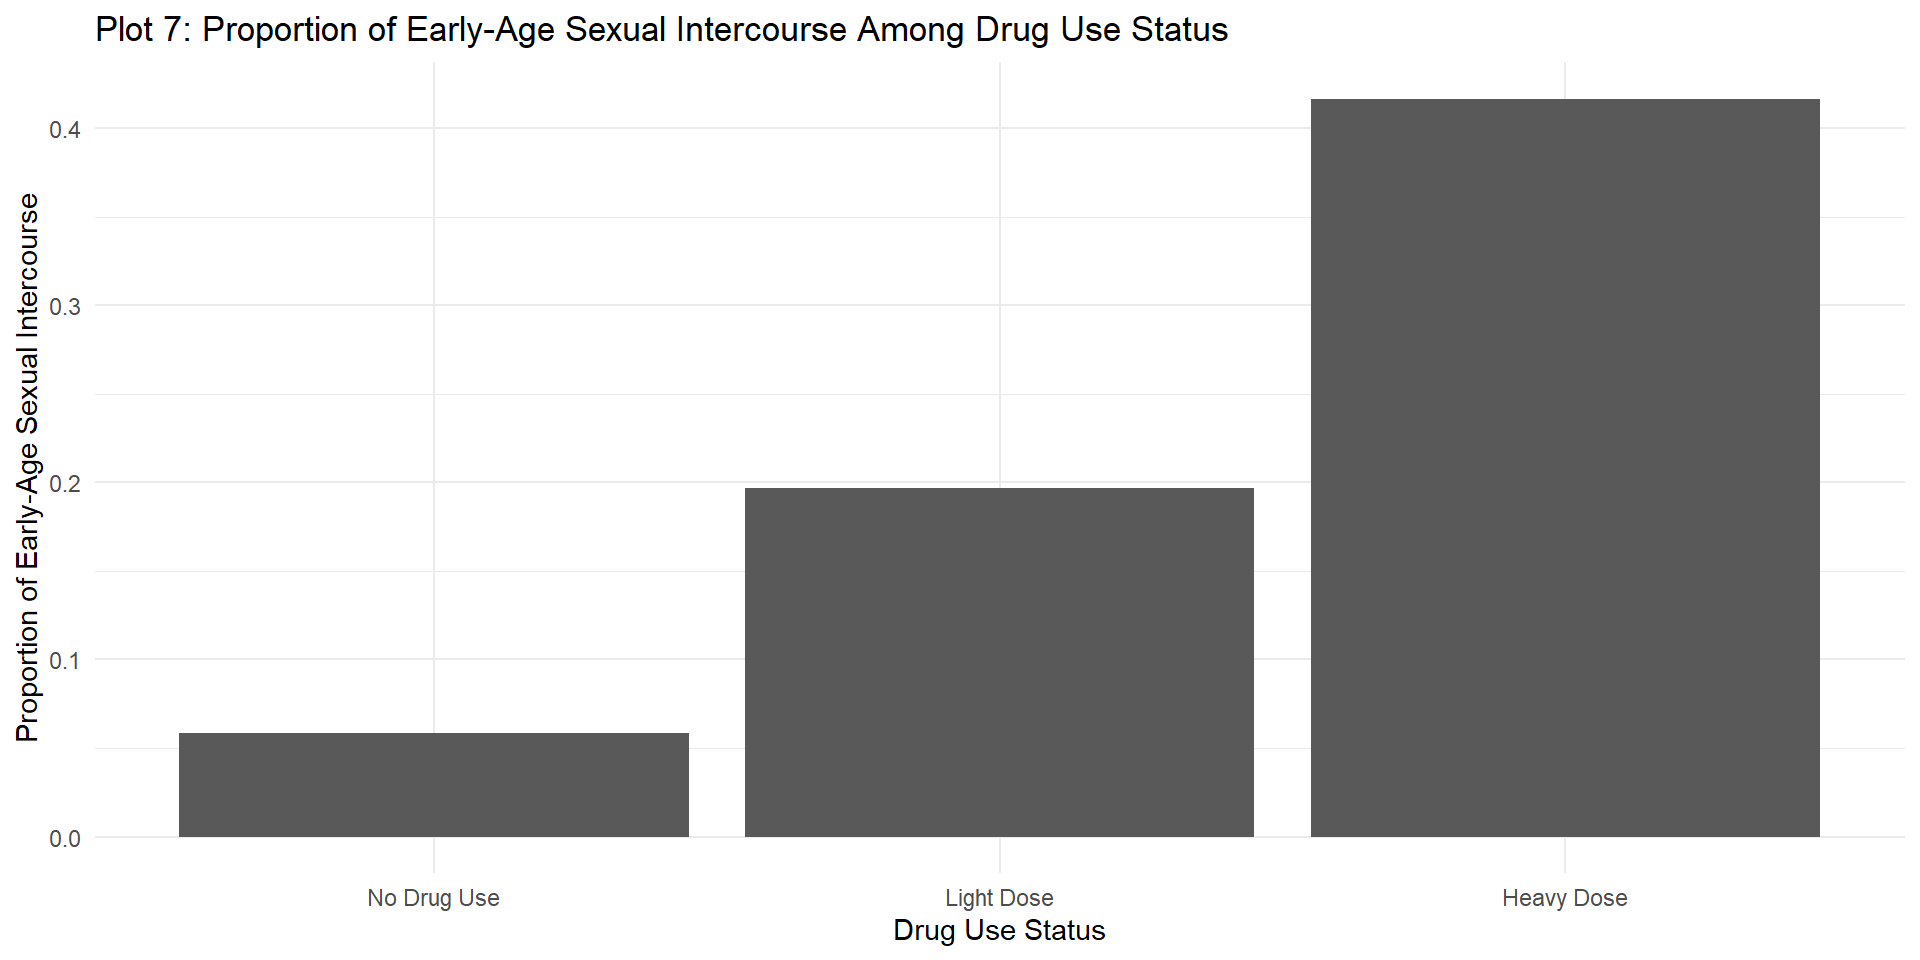 Plot 7: Proportion of Early-Age Sexual Intercourse Among Drug Use Status
Proportion of Early-Age Sexual Intercourse
0.4
0.3
0.2
0.1
0.0
No Drug Use
Light Dose
Heavy Dose
Drug Use Status